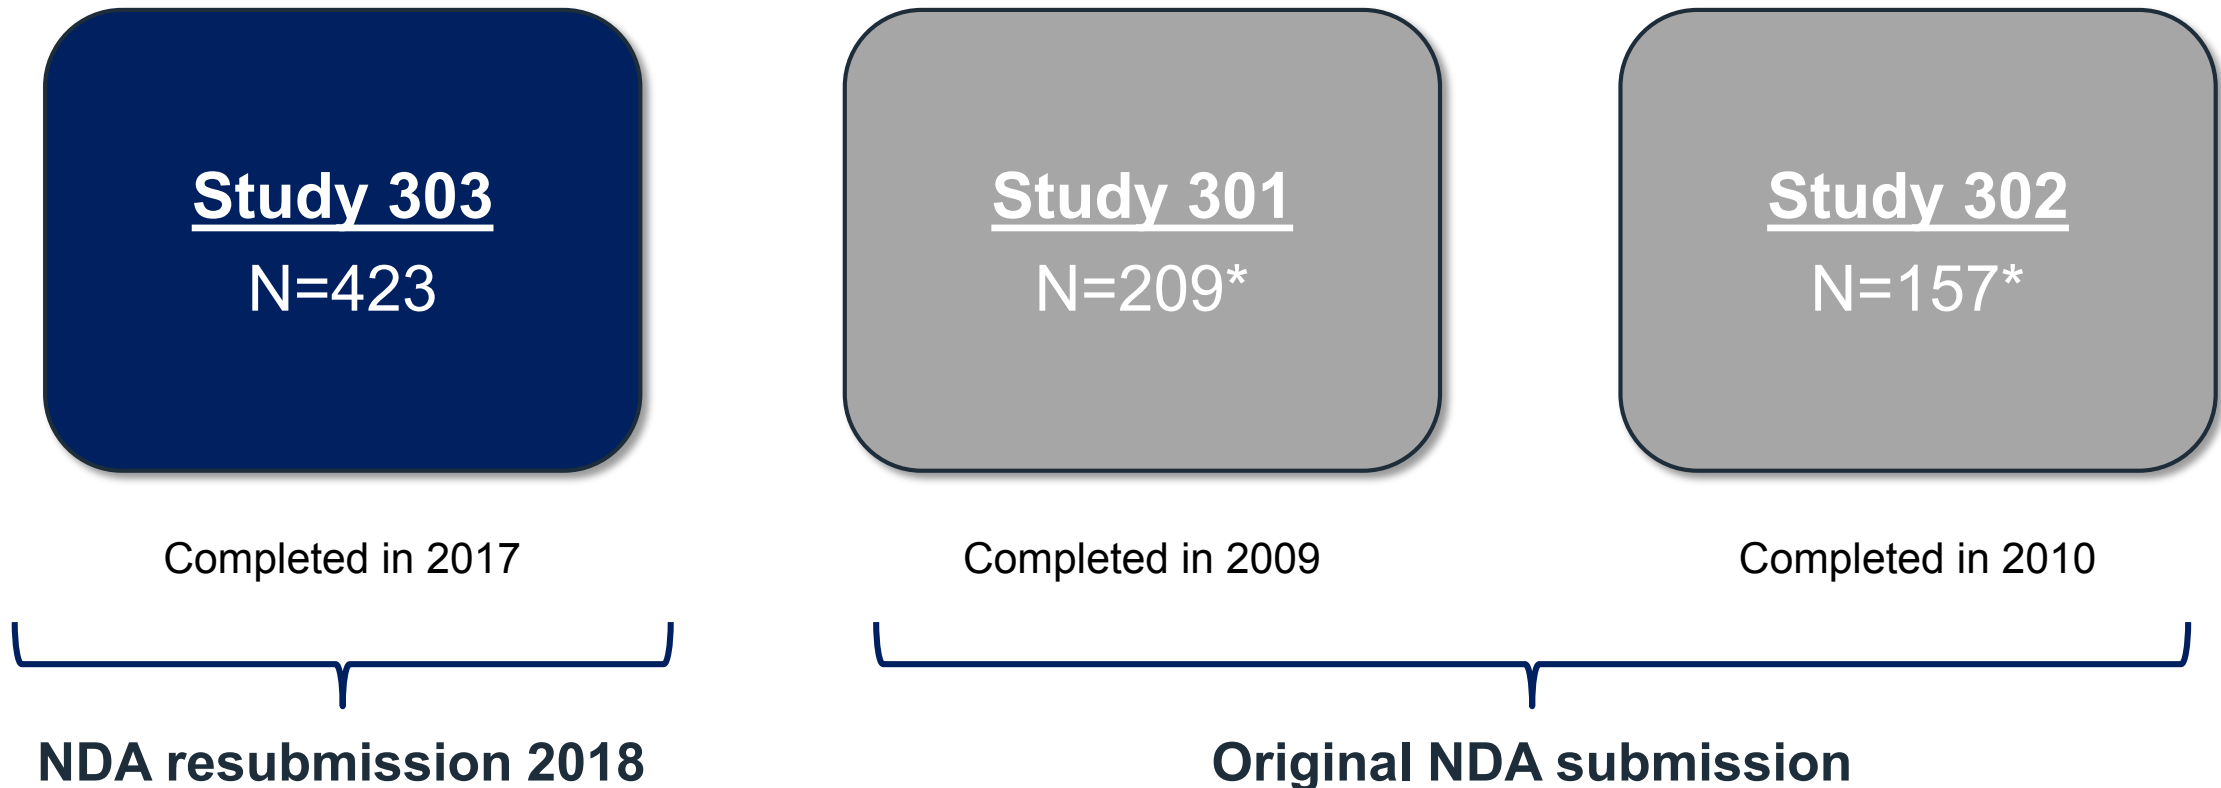 Study 303
N=423
Study 301
N=209*
Study 302
N=157*
Completed in 2017
Completed in 2009
Completed in 2010
NDA resubmission 2018
Original NDA submission